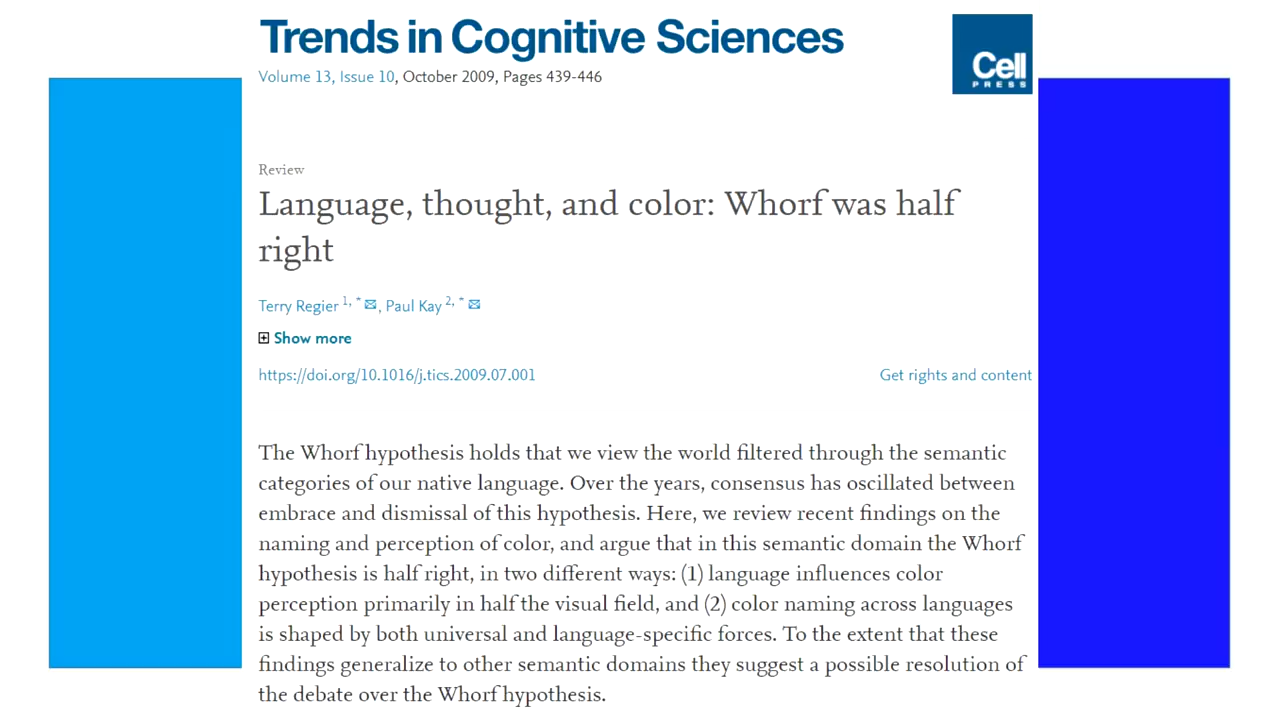 Trends in Cognitive Sciences
Volume 13, Issue 10, October 2009, Pages 439-446
Cell
PRESS
Review
Language, thought, and color: Whorf was half
right
Terry Regier 1, * ✉, Paul Kay 2, * ✉
⊞ Show more
https://doi.org/10.1016/j.tics.2009.07.001
Get rights and content
The Whorf hypothesis holds that we view the world filtered through the semantic
categories of our native language. Over the years, consensus has oscillated between
embrace and dismissal of this hypothesis. Here, we review recent findings on the
naming and perception of color, and argue that in this semantic domain the Whorf
hypothesis is half right, in two different ways: (1) language influences color
perception primarily in half the visual field, and (2) color naming across languages
is shaped by both universal and language-specific forces. To the extent that these
findings generalize to other semantic domains they suggest a possible resolution of
the debate over the Whorf hypothesis.